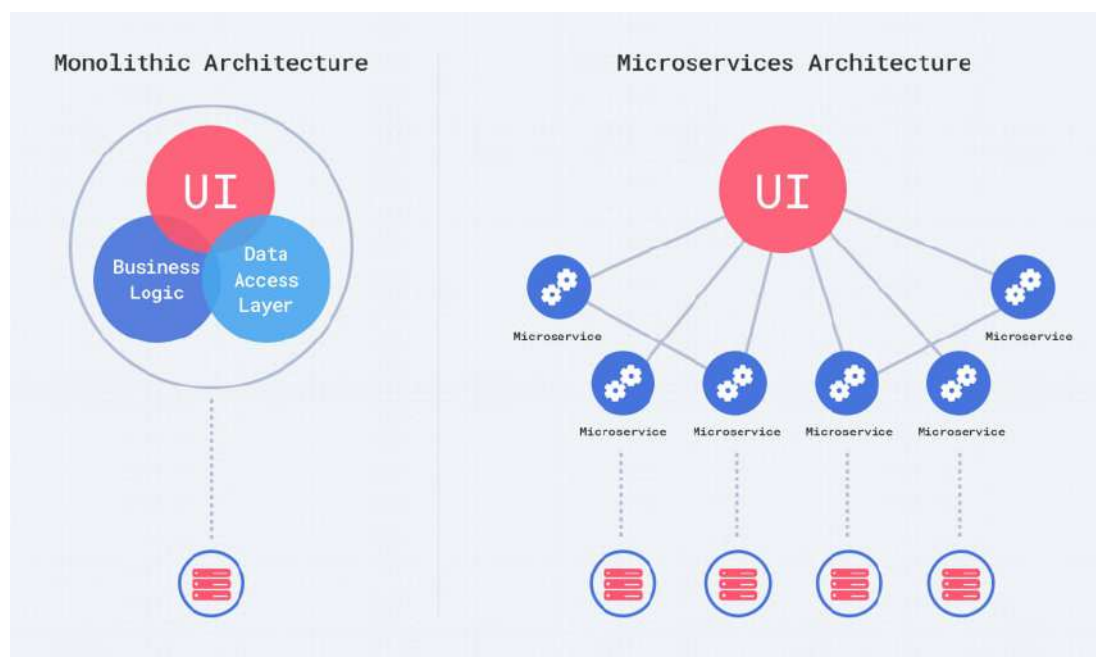 Monolithic Architecture
UI
Business
Logic
Data
Access
Layer
Microservices Architecture
UI
Microservice
Microservice
Microservice
Microservice
Microservice
Microservice